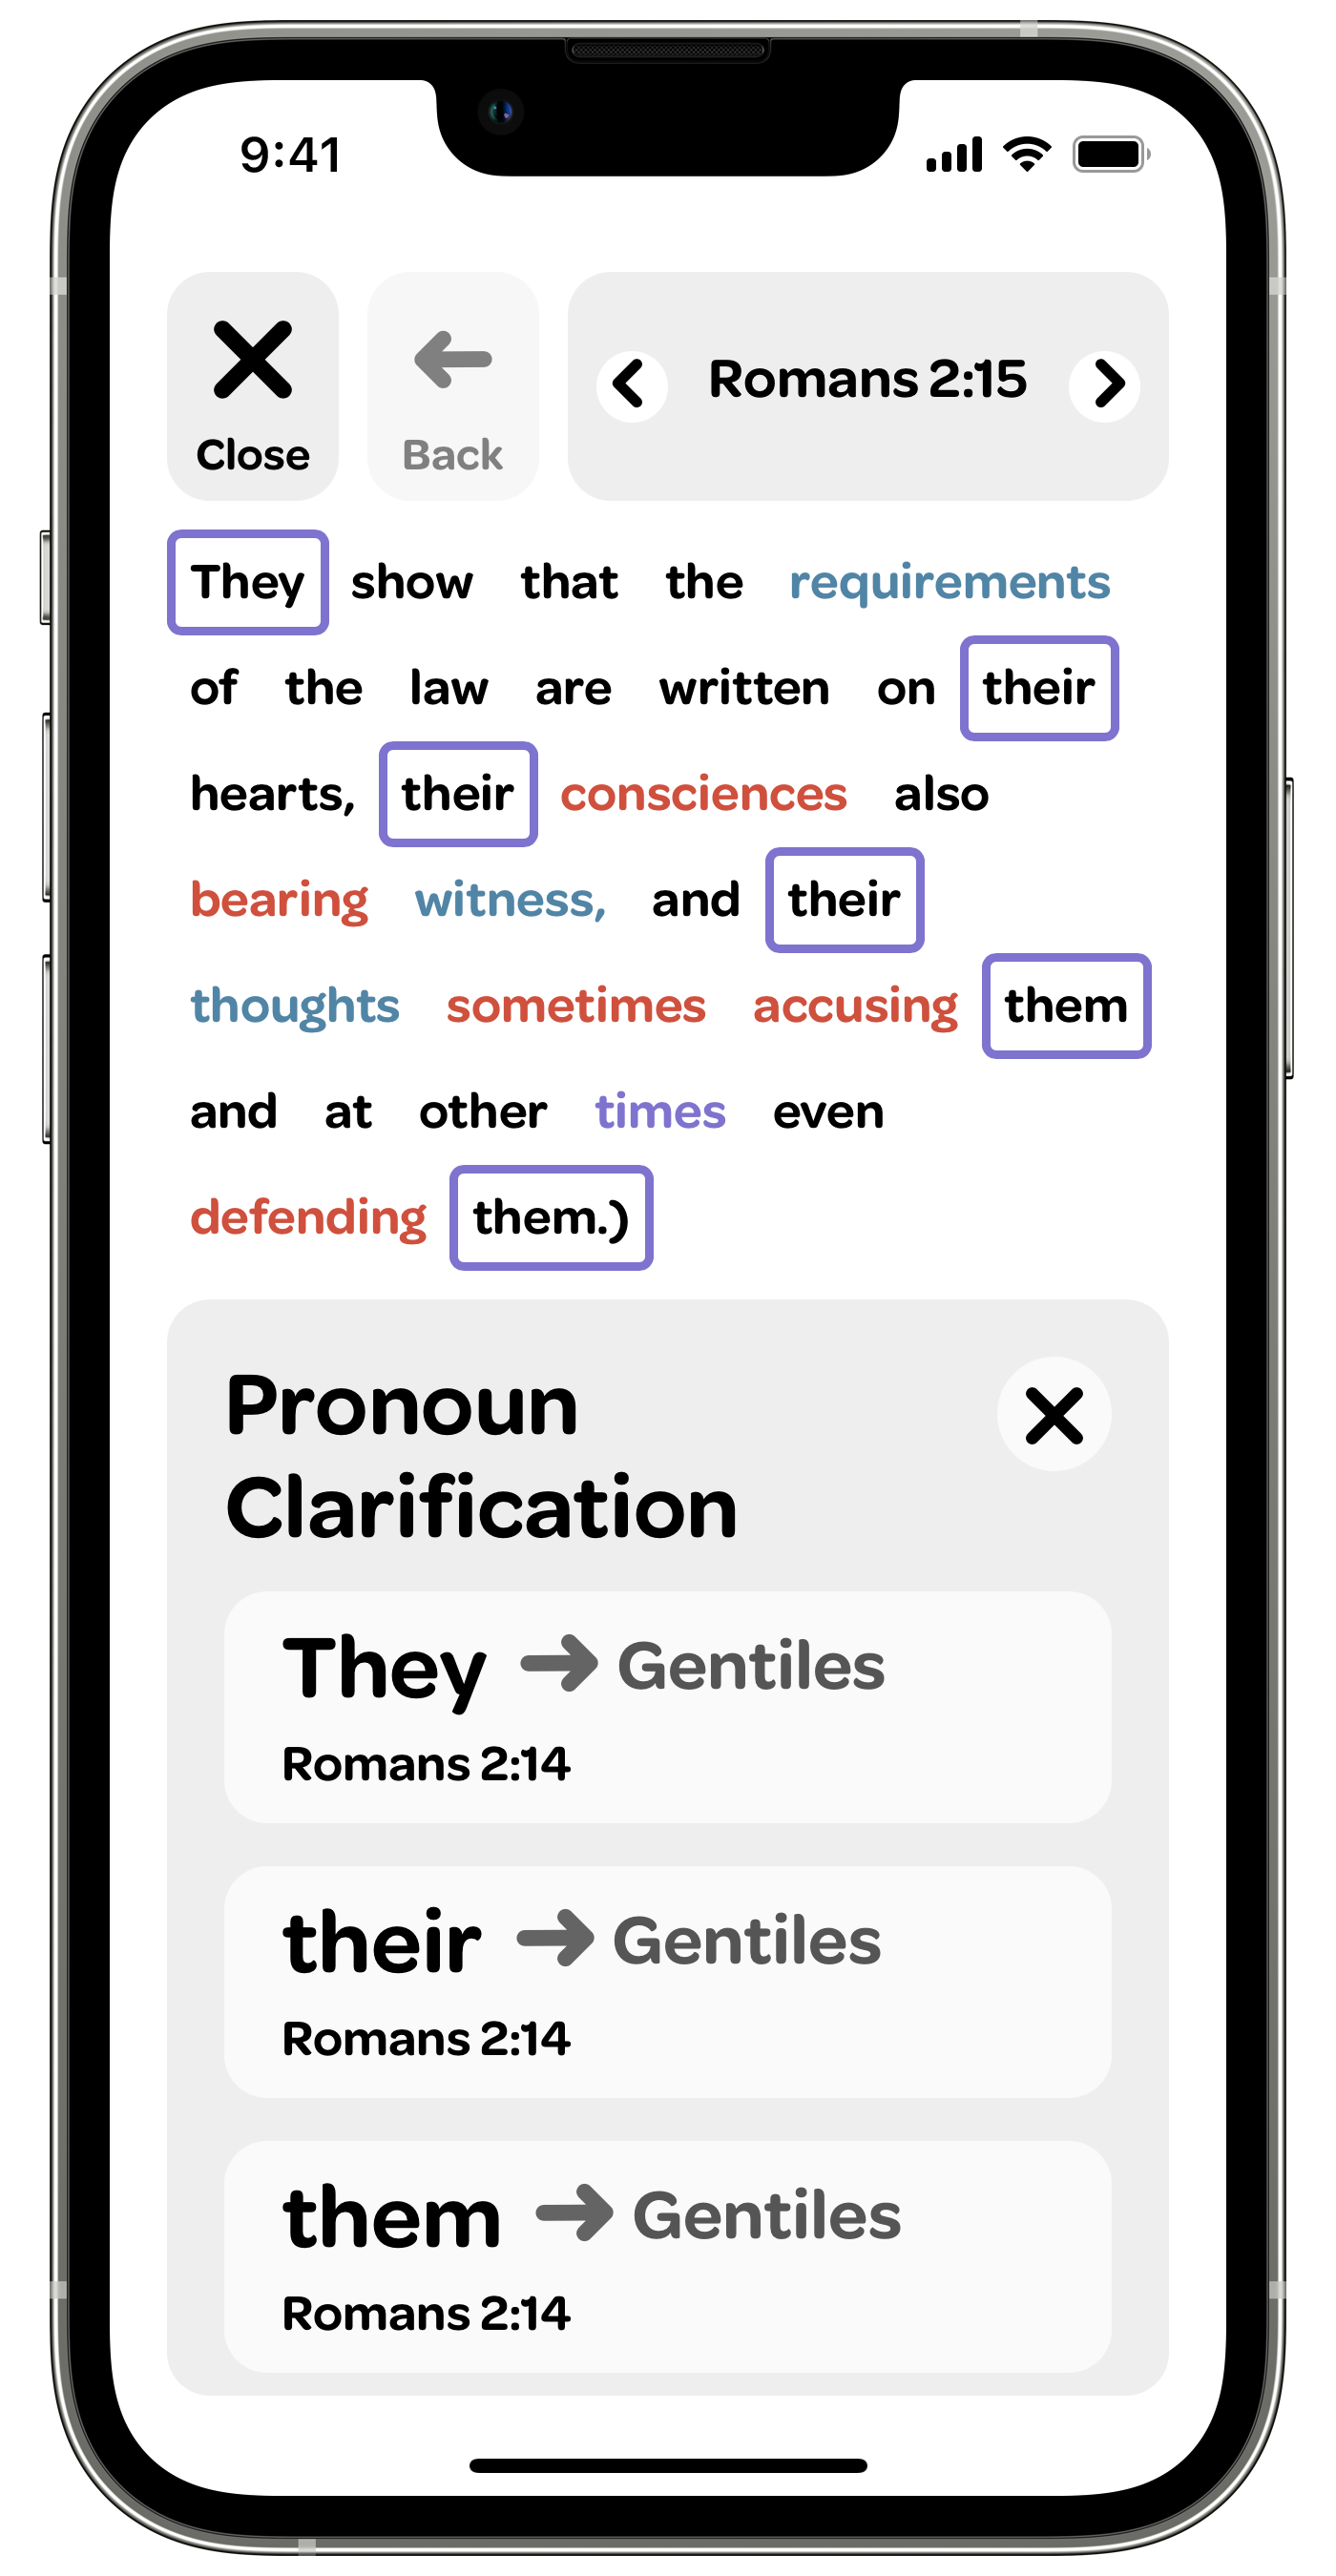 9:41
Close
Back
Romans 2:15
They show that the requirements
of the law are written on their
hearts, their consciences also
bearing witness, and their
thoughts sometimes accusing them
and at other times even
defending them.)
Pronoun
Clarification
They → Gentiles
Romans 2:14
their → Gentiles
Romans 2:14
them → Gentiles
Romans 2:14